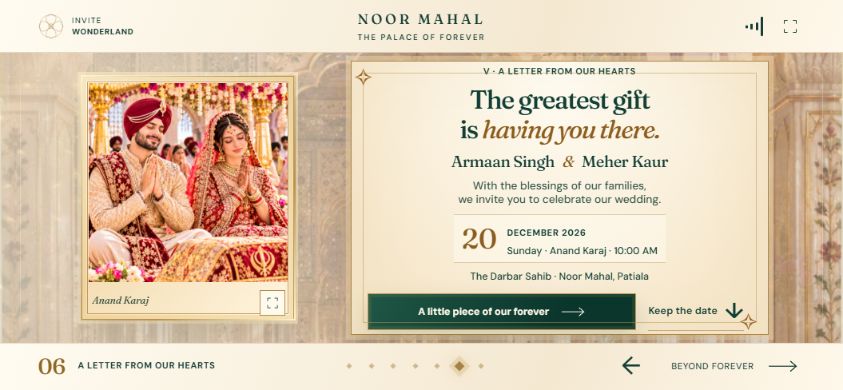 INVITE
WONDERLAND
NOOR MAHAL
THE PALACE OF FOREVER
Anand Karaj
V · A LETTER FROM OUR HEARTS
The greatest gift
is having you there.
Armaan Singh & Meher Kaur
With the blessings of our families,
we invite you to celebrate our wedding.
20
DECEMBER 2026
Sunday · Anand Karaj · 10:00 AM
The Darbar Sahib · Noor Mahal, Patiala
A little piece of our forever
Keep the date
06
A LETTER FROM OUR HEARTS
BEYOND FOREVER